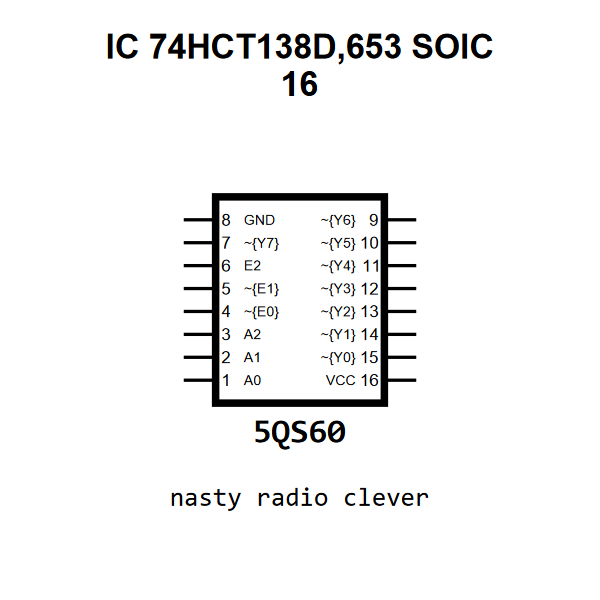 IC 74HCT138D,653 SOIC
16
8 GND ~{Y6} 9
7 ~{Y7} ~{Y5} 10
6 E2 ~{Y4} 11
5 ~{E1} ~{Y3} 12
4 ~{E0} ~{Y2} 13
3 A2 ~{Y1} 14
2 A1 ~{Y0} 15
1 A0 VCC 16
5QS60
nasty radio clever